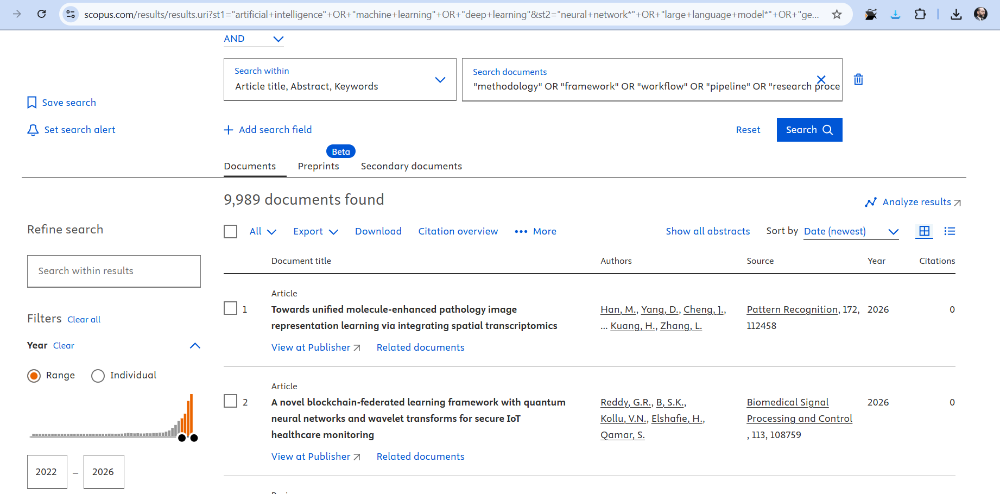 scopus.com/results/results.uri?st1="artificial+intelligence"+OR+"machine+learning"+OR+"deep+learning"&st2="neural+network*"+OR+"large+language+model*"+OR+"ge...
AND
Search within
Article title, Abstract, Keywords
Search documents
"methodology" OR "framework" OR "workflow" OR "pipeline" OR "research proce
Save search
Set search alert
Add search field
Reset
Search
Beta
Documents
Preprints
Secondary documents
9,989 documents found
Analyze results
Refine search
All
Export
Download
Citation overview
More
Show all abstracts
Sort by
Date (newest)
Search within results
Document title
Authors
Source
Year
Citations
Filters
Clear all
Year
Clear
Range
Individual
2022
–
2026
Article
1
Towards unified molecule-enhanced pathology image
representation learning via integrating spatial transcriptomics
Han, M., Yang, D., Cheng, J.,
... Kuang, H., Zhang, L.
Pattern Recognition, 172,
112458
2026
0
View at Publisher
Related documents
Article
2
A novel blockchain-federated learning framework with quantum
neural networks and wavelet transforms for secure IoT
healthcare monitoring
Reddy, G.R., B, S.K.,
Kollu, V.N., Elshafie, H.,
Qamar, S.
Biomedical Signal
Processing and Control
, 113, 108759
2026
0
View at Publisher
Related documents